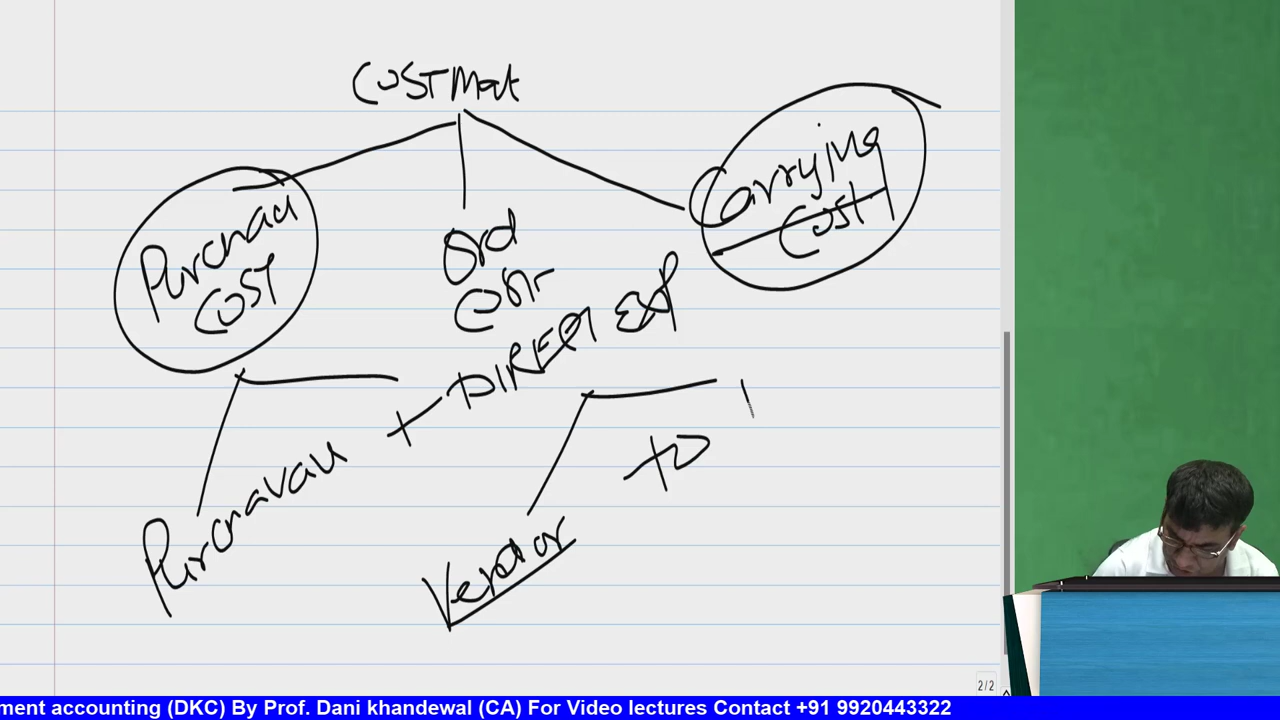 COST Mat
Purchase
COST
Ord
Cost
Carrying
Cost
Purchase + DIRECT EXP
Vendor
to
2/2
ment accounting (DKC) By Prof. Dani khandewal (CA) For Video lectures Contact +91 9920443322